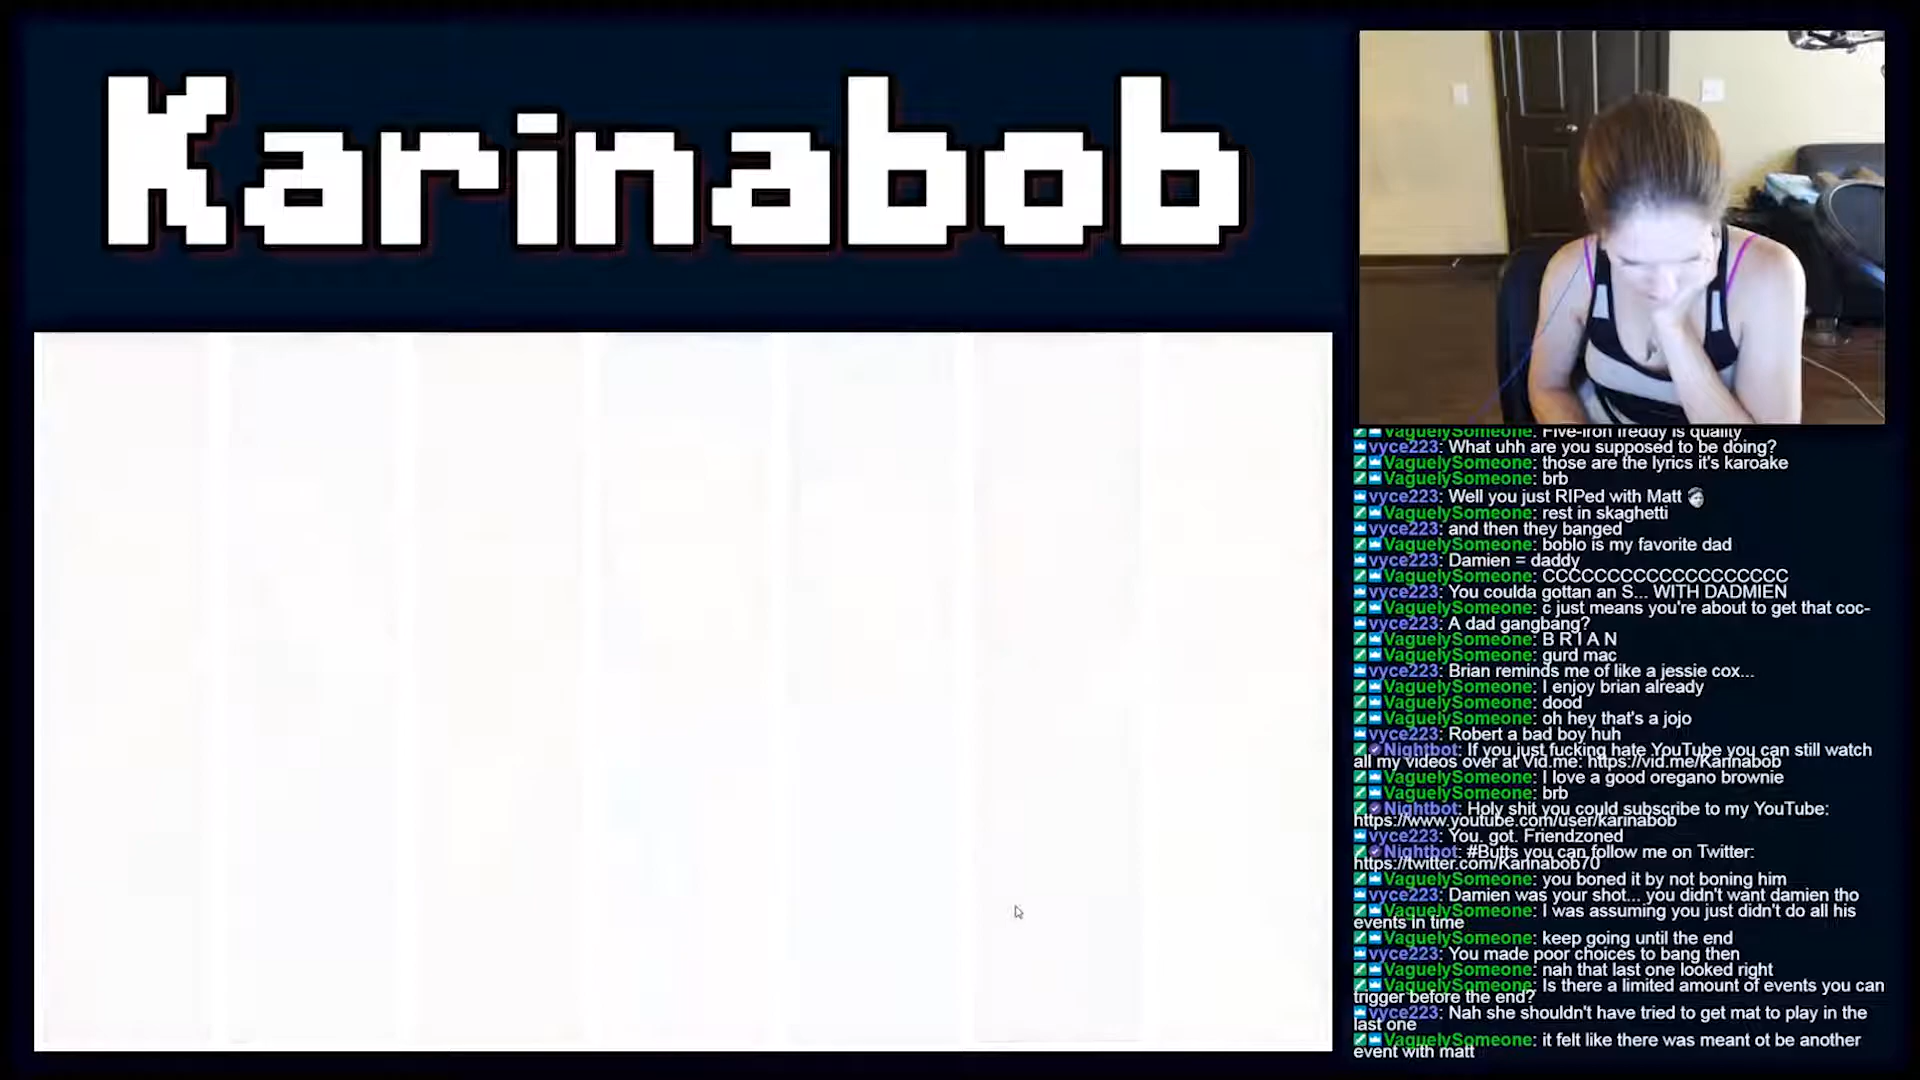 Karinabob
VaguelySomeone: Five-iron freddy is quality
vyce223: What uhh are you supposed to be doing?
VaguelySomeone: those are the lyrics it's karoake
VaguelySomeone: brb
vyce223: Well you just RIPed with Matt
VaguelySomeone: rest in skaghetti
vyce223: and then they banged
VaguelySomeone: boblo is my favorite dad
vyce223: Damien = daddy
VaguelySomeone: CCCCCCCCCCCCCCCCCCC
vyce223: You coulda gottan an S... WITH DADMIEN
VaguelySomeone: c just means you're about to get that coc-
vyce223: A dad gangbang?
VaguelySomeone: B R I A N
VaguelySomeone: gurd mac
vyce223: Brian reminds me of like a jessie cox...
VaguelySomeone: I enjoy brian already
VaguelySomeone: dood
VaguelySomeone: oh hey that's a jojo
vyce223: Robert a bad boy huh
Nightbot: If you just fucking hate YouTube you can still watch
all my videos over at Vid.me: https://vid.me/Karinabob
VaguelySomeone: I love a good oregano brownie
VaguelySomeone: brb
Nightbot: Holy shit you could subscribe to my YouTube:
https://www.youtube.com/user/karinabob
vyce223: You. got. Friendzoned
Nightbot: #Butts you can follow me on Twitter:
https://twitter.com/Karinabob70
VaguelySomeone: you boned it by not boning him
vyce223: Damien was your shot... you didn't want damien tho
VaguelySomeone: I was assuming you just didn't do all his
events in time
VaguelySomeone: keep going until the end
vyce223: You made poor choices to bang then
VaguelySomeone: nah that last one looked right
VaguelySomeone: Is there a limited amount of events you can
trigger before the end?
vyce223: Nah she shouldn't have tried to get mat to play in the
last one
VaguelySomeone: it felt like there was meant ot be another
event with matt